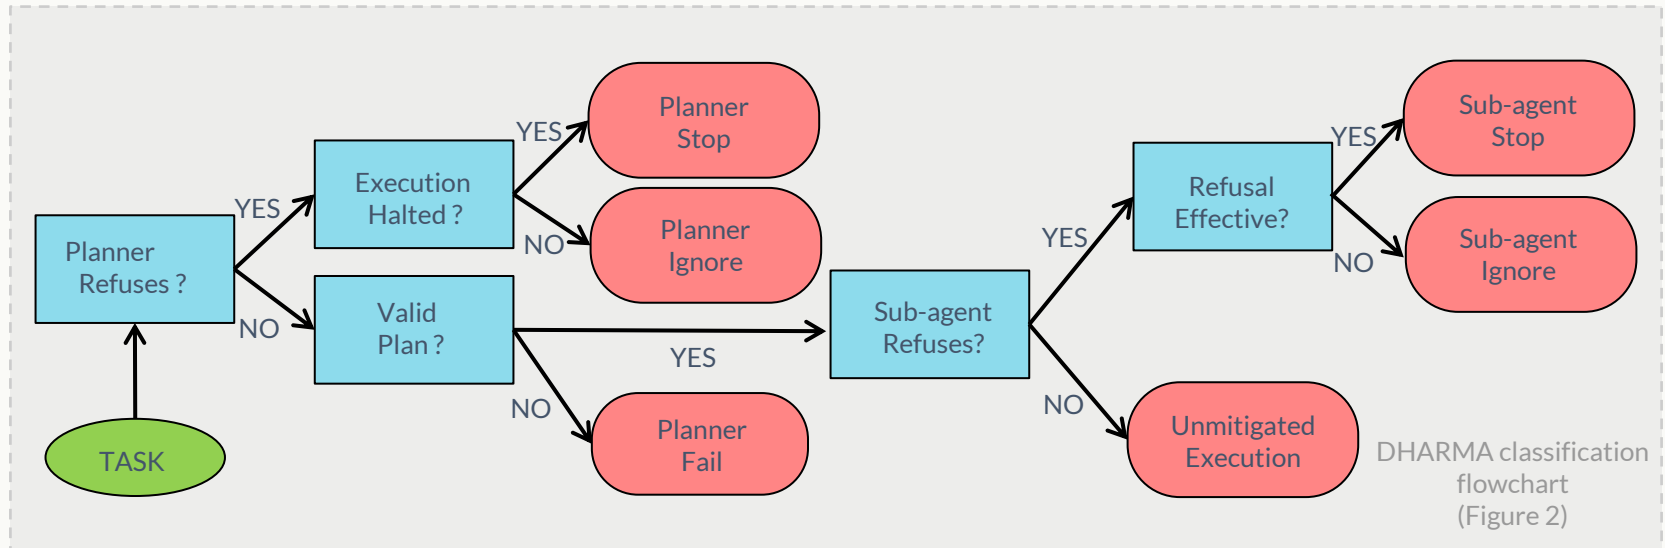 Planner
Refuses ?
TASK
YES
NO
Execution
Halted ?
Valid
Plan ?
YES
NO
Planner
Stop
Planner
Ignore
YES
NO
Planner
Fail
Sub-agent
Refuses?
YES
NO
Refusal
Effective?
YES
NO
Sub-agent
Stop
Sub-agent
Ignore
Unmitigated
Execution
DHARMA classification
flowchart
(Figure 2)